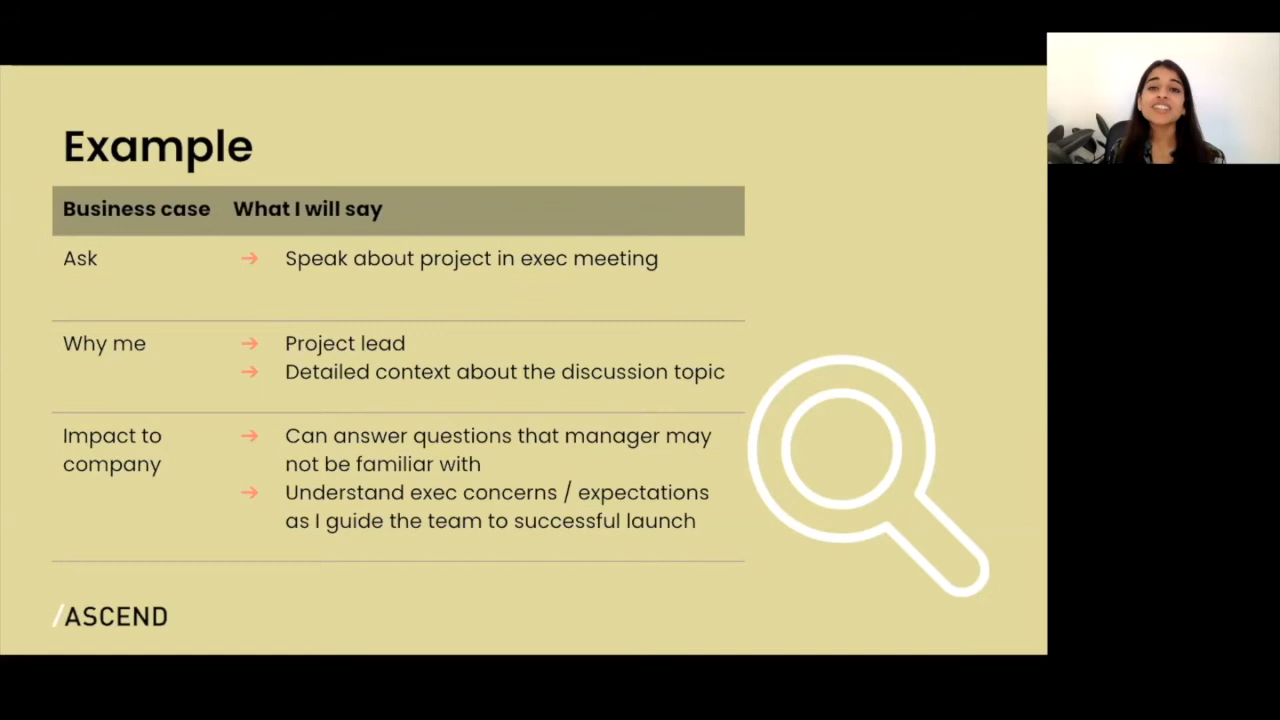 Example
Business case What I will say
Ask → Speak about project in exec meeting
Why me → Project lead
→ Detailed context about the discussion topic
Impact to → Can answer questions that manager may
company not be familiar with
→ Understand exec concerns / expectations
as I guide the team to successful launch
/ASCEND